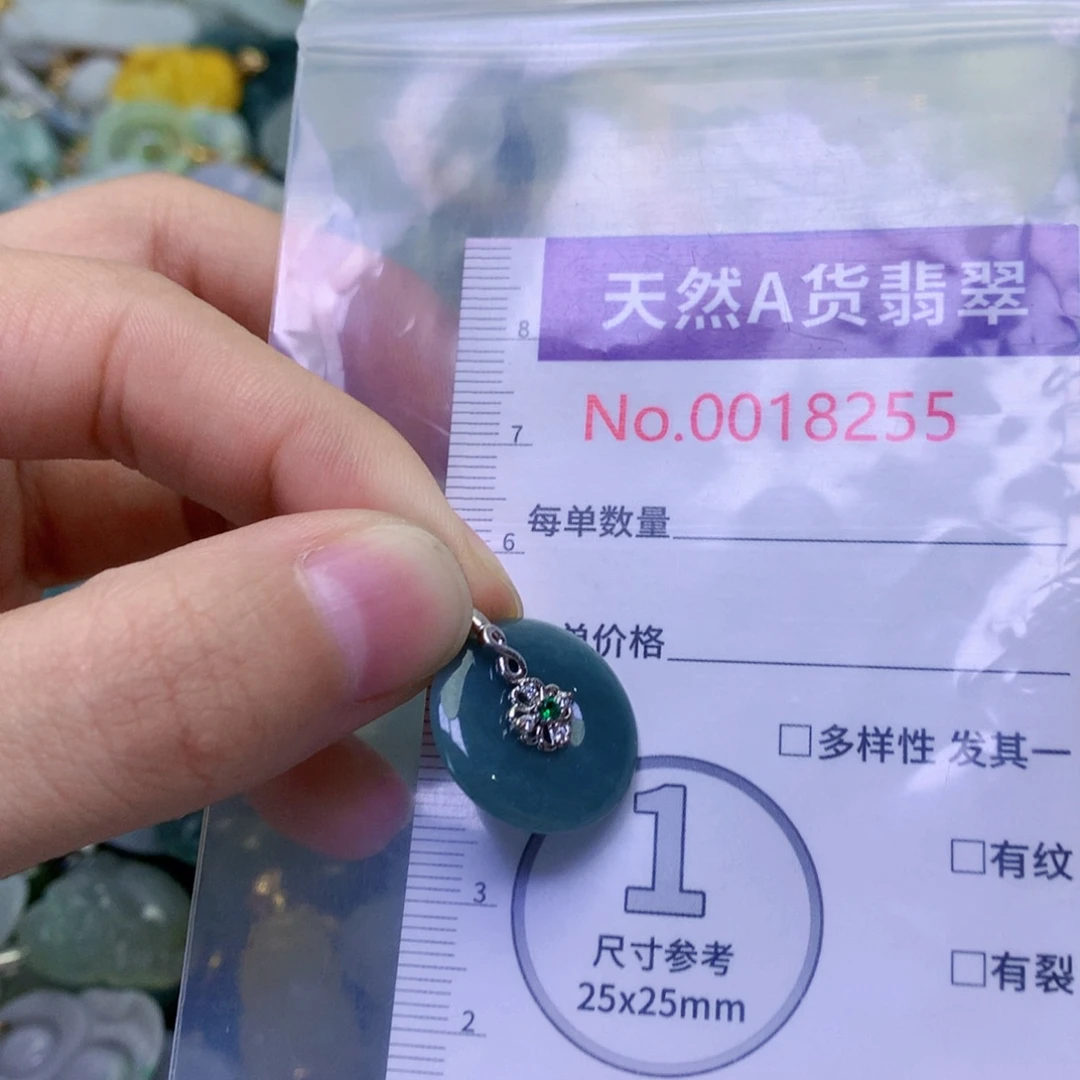 天然A货翡翠
No.0018255
8
7
每单数量
6
单价格
□多样性 发其一
1
□有纹
3
尺寸参考
□有裂
25x25mm
2